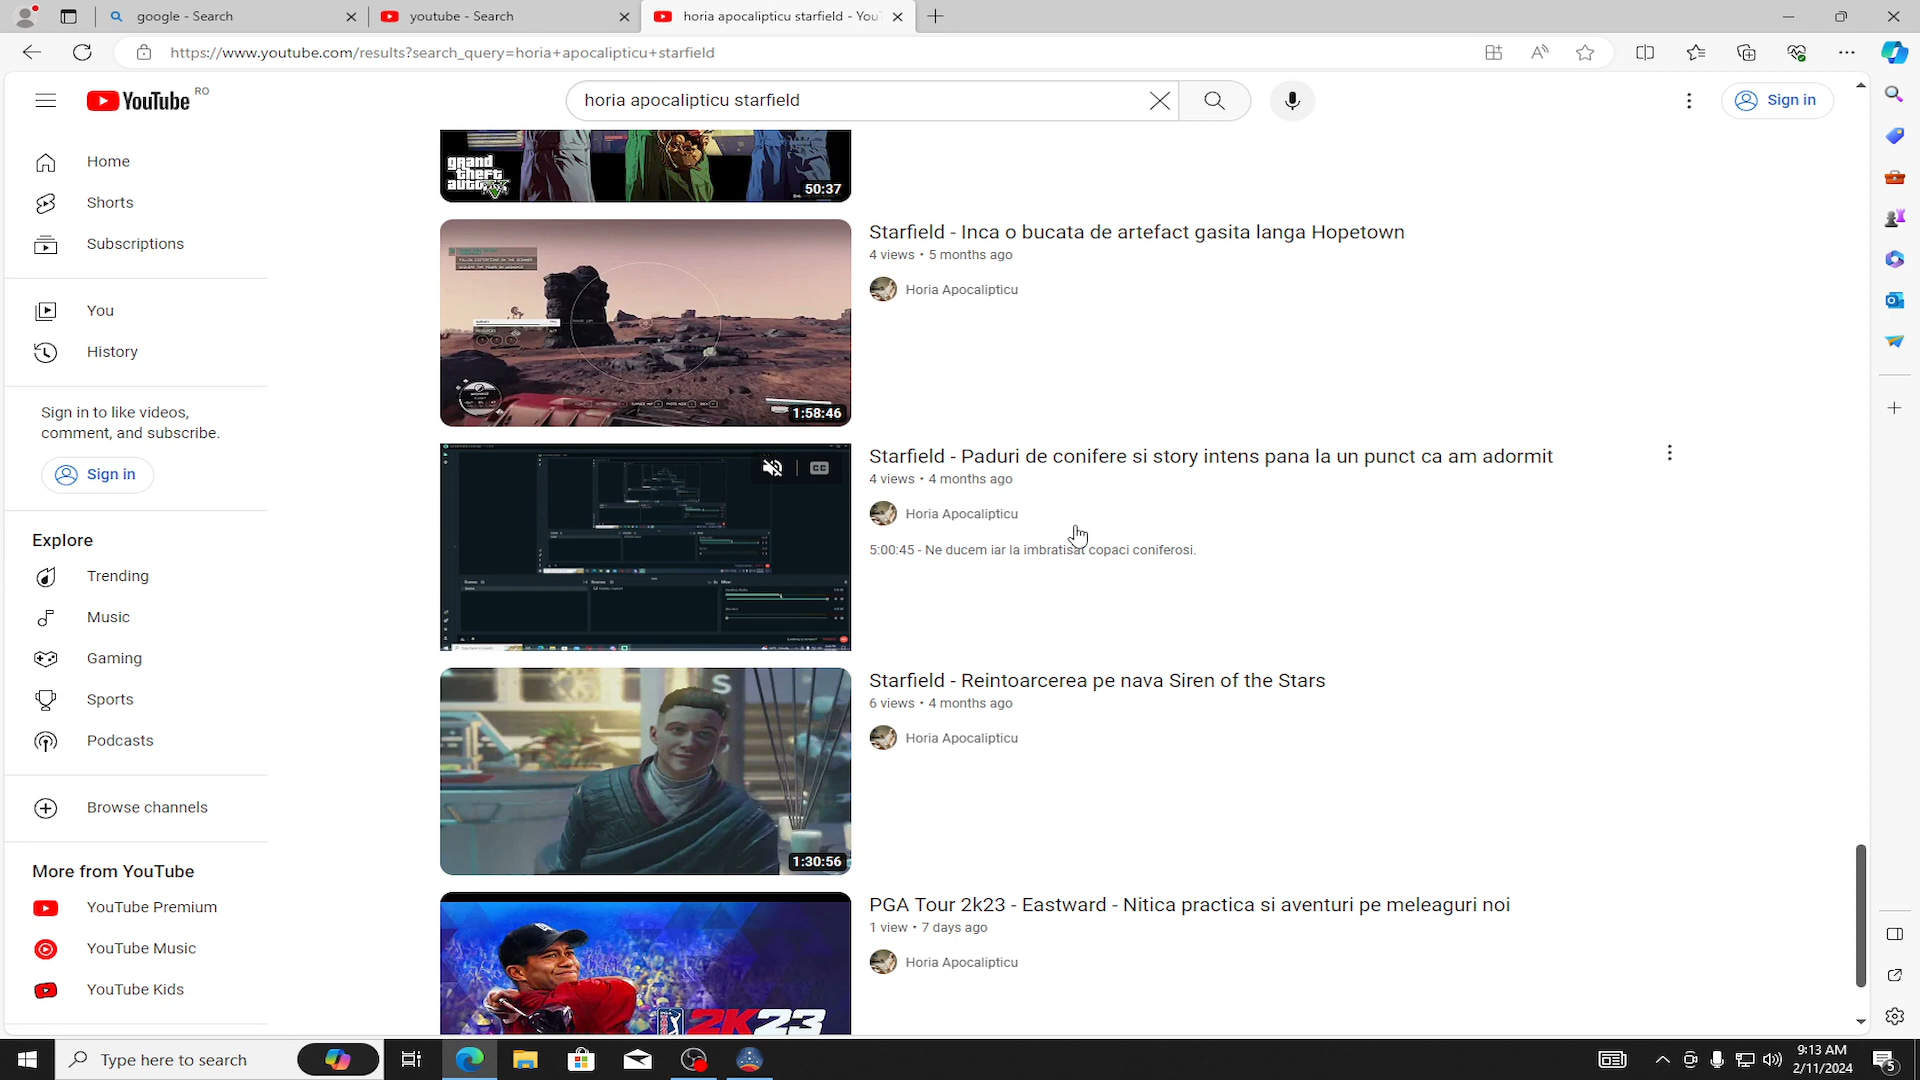 google - Search
youtube - Search
horia apocalipticu starfield - You
https://www.youtube.com/results?search_query=horia+apocalipticu+starfield
YouTube RO
horia apocalipticu starfield
Sign in
Home
Shorts
Subscriptions
You
History
Sign in to like videos,
comment, and subscribe.
Sign in
Explore
Trending
Music
Gaming
Sports
Podcasts
Browse channels
More from YouTube
YouTube Premium
YouTube Music
YouTube Kids
grand
theft
auto V
50:37
Starfield - Inca o bucata de artefact gasita langa Hopetown
4 views • 5 months ago
Horia Apocalipticu
1:58:46
Starfield - Paduri de conifere si story intens pana la un punct ca am adormit
4 views • 4 months ago
Horia Apocalipticu
5:00:45 - Ne ducem iar la imbratisat copaci coniferosi.
CC
Starfield - Reintoarcerea pe nava Siren of the Stars
6 views • 4 months ago
Horia Apocalipticu
S
1:30:56
PGA Tour 2k23 - Eastward - Nitica practica si aventuri pe meleaguri noi
1 view • 7 days ago
Horia Apocalipticu
2K23
Type here to search
9:13 AM
2/11/2024
5